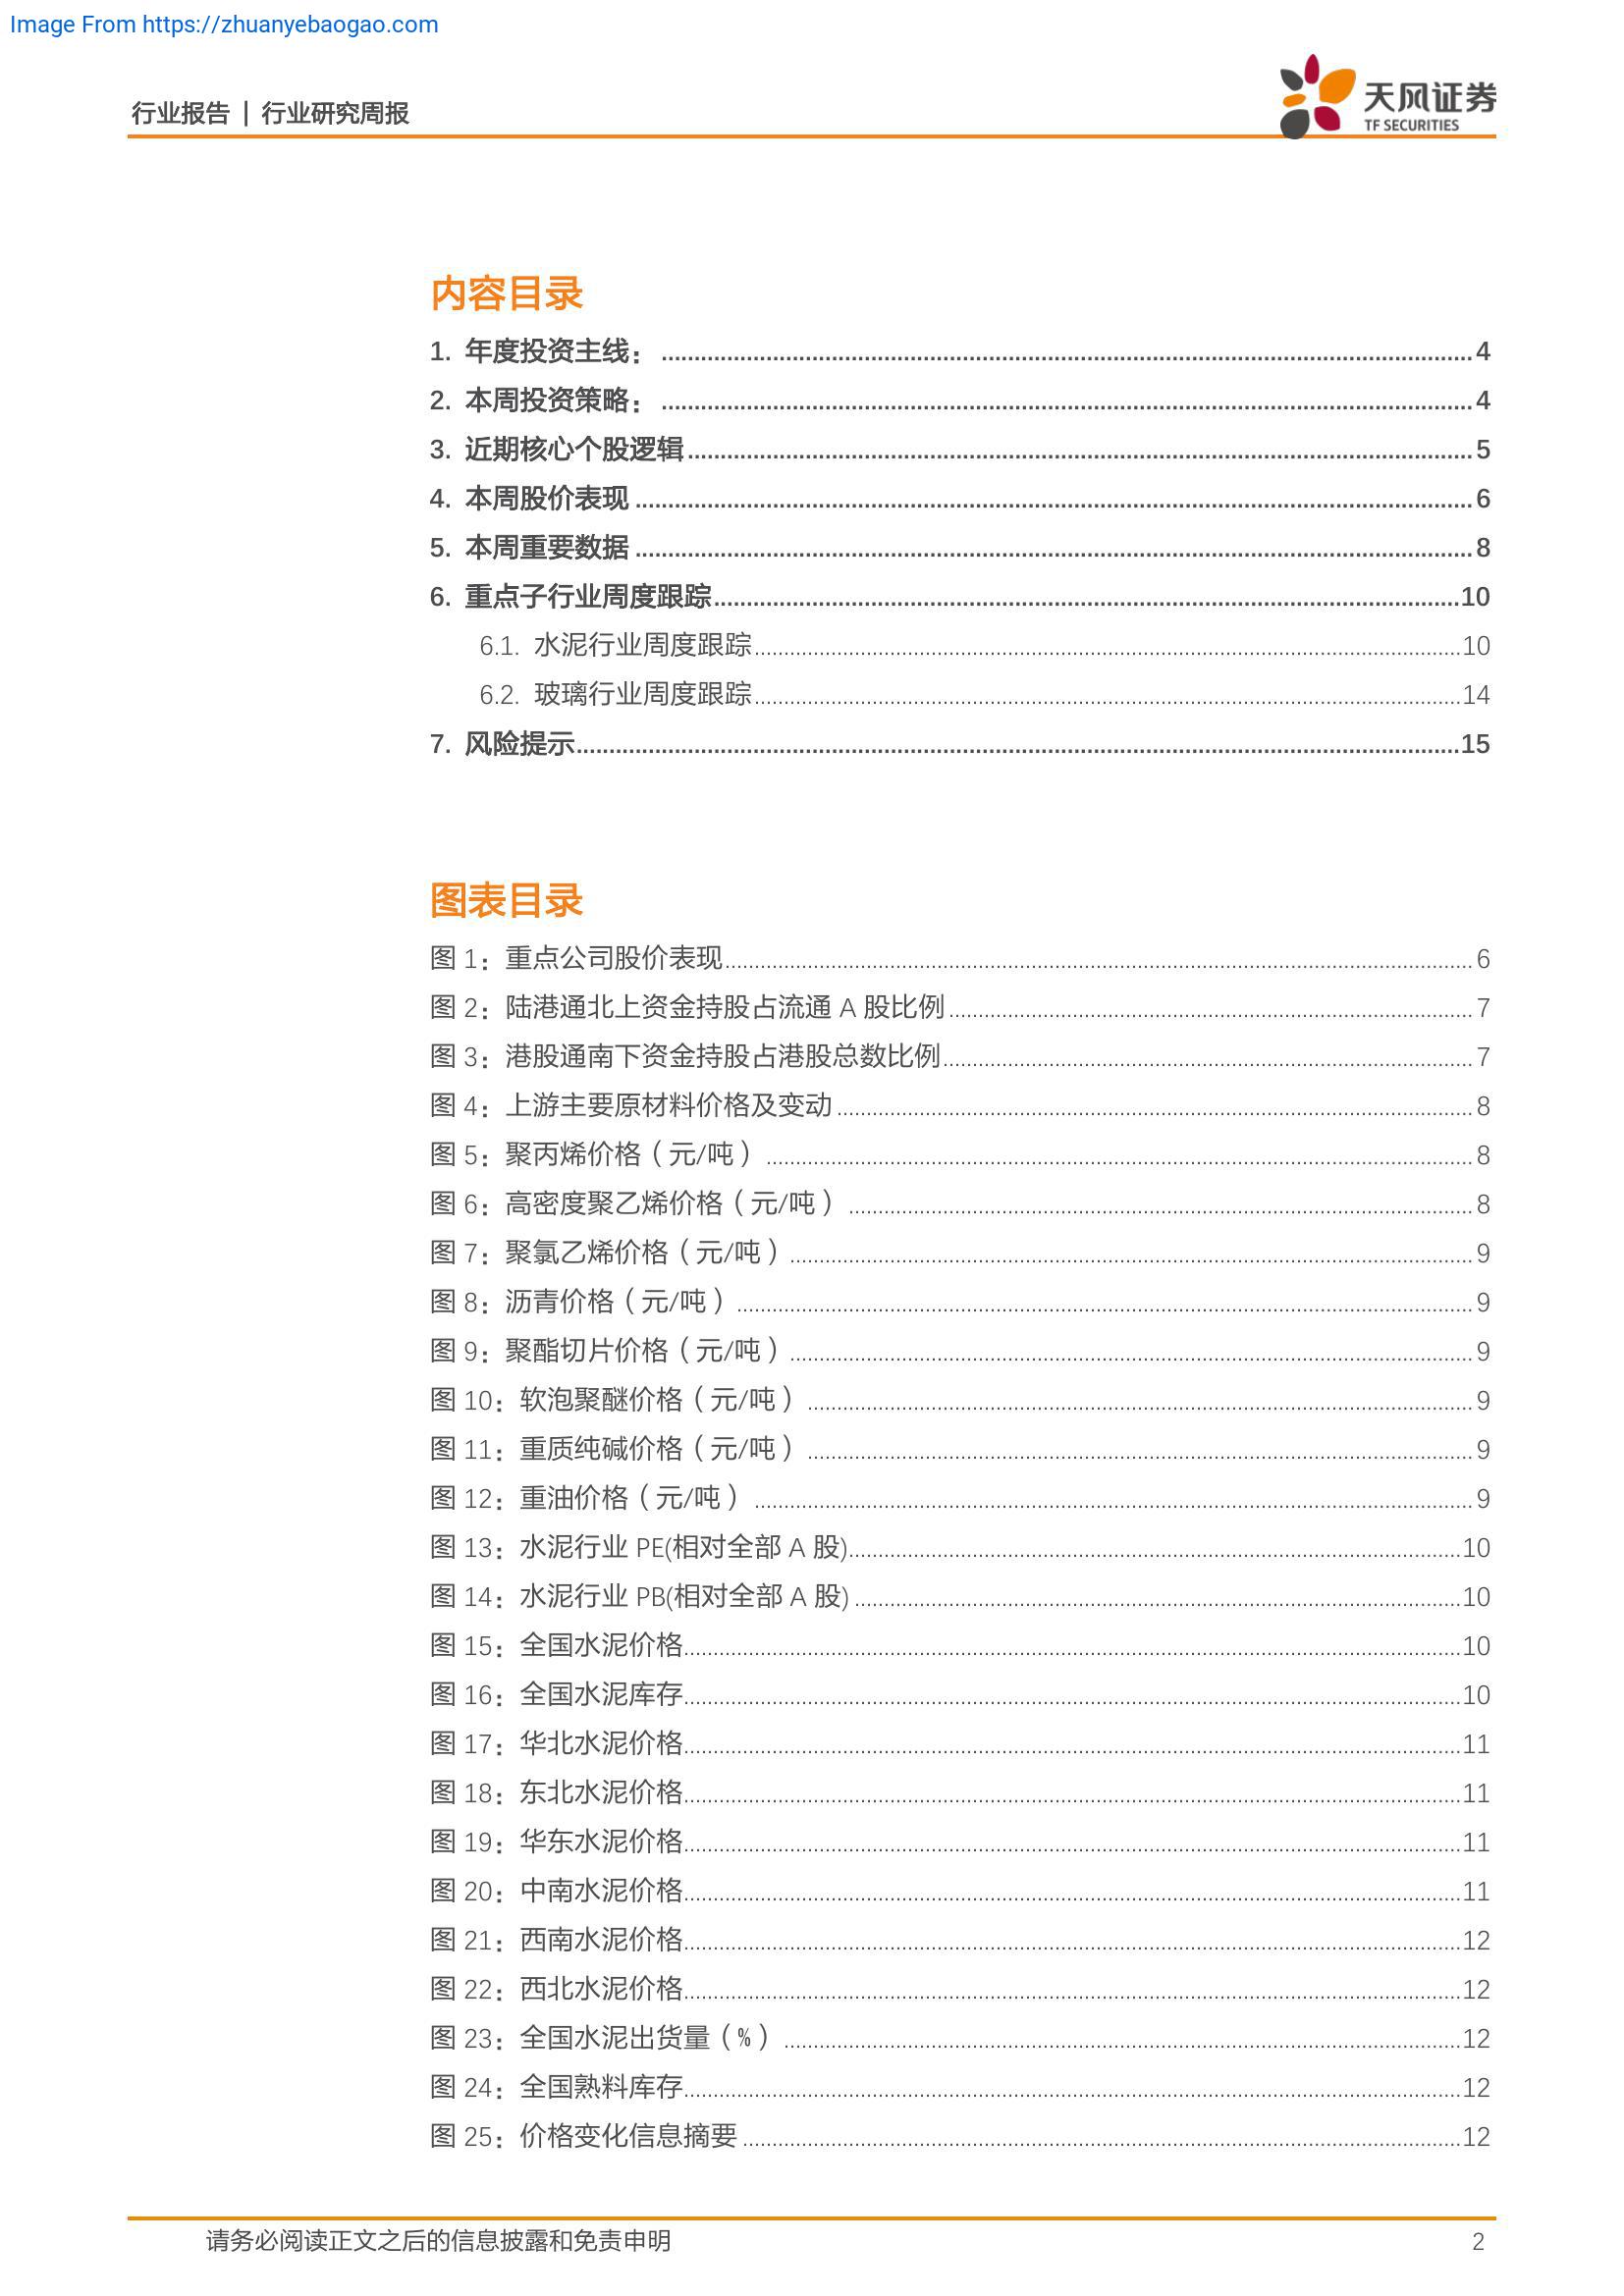 Image From https://zhuanyebaogao.com
行业报告 | 行业研究周报
天风证券
TF SECURITIES
内容目录
1. 年度投资主线： ........ 4
2. 本周投资策略： ........ 4
3. 近期核心个股逻辑 ........ 5
4. 本周股价表现 ........ 6
5. 本周重要数据 ........ 8
6. 重点子行业周度跟踪 ........ 10
6.1. 水泥行业周度跟踪 ........ 10
6.2. 玻璃行业周度跟踪 ........ 14
7. 风险提示 ........ 15
图表目录
图 1：重点公司股价表现 ........ 6
图 2：陆港通北上资金持股占流通 A 股比例 ........ 7
图 3：港股通南下资金持股占港股总数比例 ........ 7
图 4：上游主要原材料价格及变动 ........ 8
图 5：聚丙烯价格（元/吨） ........ 8
图 6：高密度聚乙烯价格（元/吨） ........ 8
图 7：聚氯乙烯价格（元/吨） ........ 9
图 8：沥青价格（元/吨） ........ 9
图 9：聚酯切片价格（元/吨） ........ 9
图 10：软泡聚醚价格（元/吨） ........ 9
图 11：重质纯碱价格（元/吨） ........ 9
图 12：重油价格（元/吨） ........ 9
图 13：水泥行业 PE(相对全部 A 股) ........ 10
图 14：水泥行业 PB(相对全部 A 股) ........ 10
图 15：全国水泥价格 ........ 10
图 16：全国水泥库存 ........ 10
图 17：华北水泥价格 ........ 11
图 18：东北水泥价格 ........ 11
图 19：华东水泥价格 ........ 11
图 20：中南水泥价格 ........ 11
图 21：西南水泥价格 ........ 12
图 22：西北水泥价格 ........ 12
图 23：全国水泥出货量（%） ........ 12
图 24：全国熟料库存 ........ 12
图 25：价格变化信息摘要 ........ 12
请务必阅读正文之后的信息披露和免责申明 2